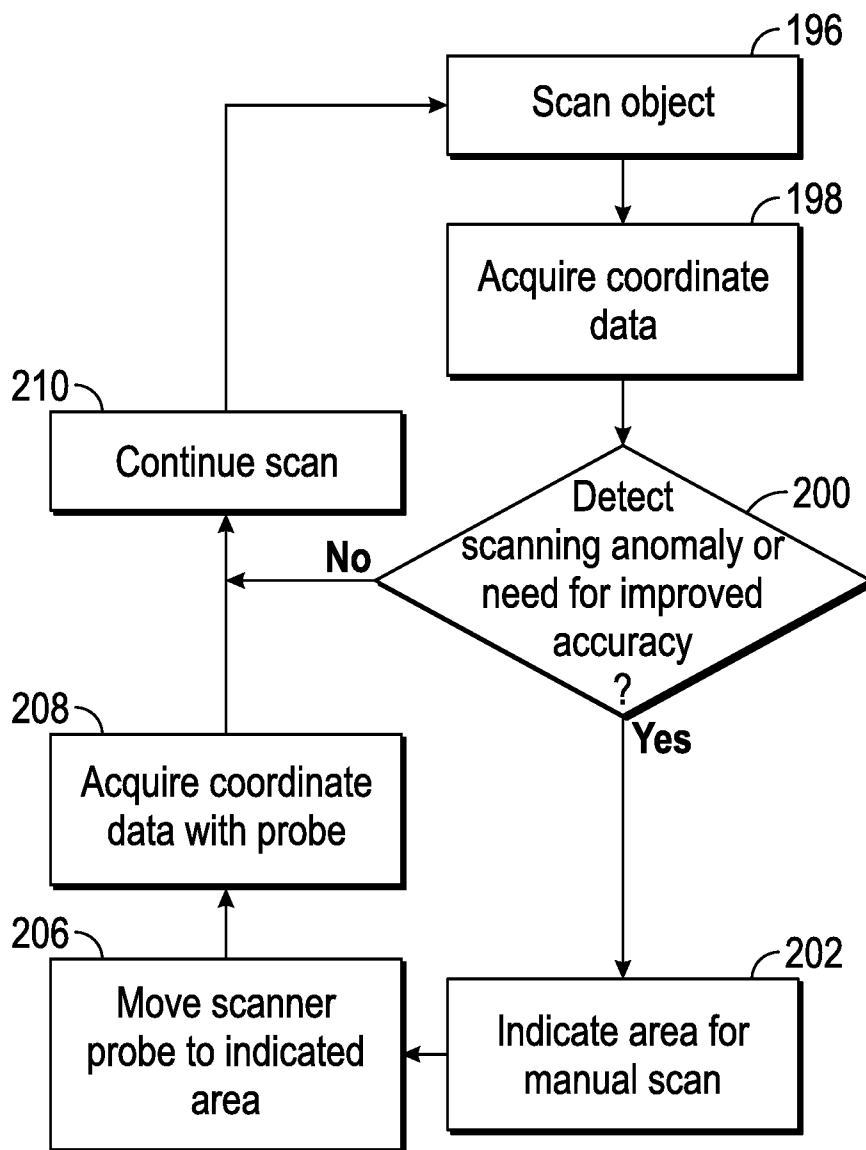 196
Scan object
198
Acquire coordinate
data
210
Continue scan
200
Detect
scanning anomaly or
need for improved
accuracy
?
No
Yes
208
Acquire coordinate
data with probe
206
Move scanner
probe to indicated
area
202
Indicate area for
manual scan